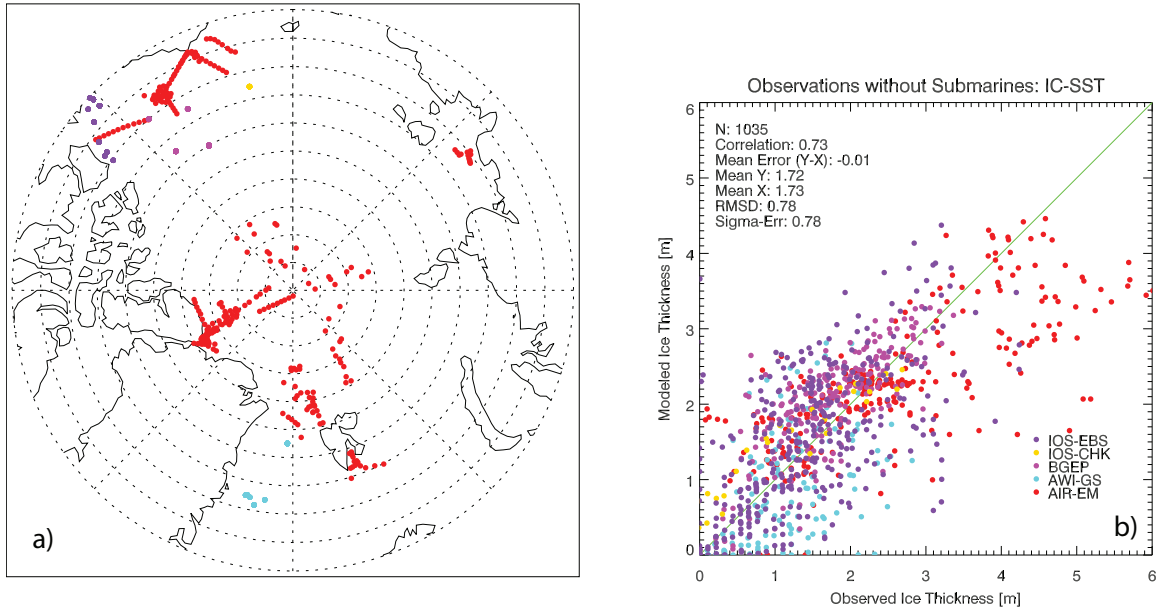 a)
Observations without Submarines: IC-SST
N: 1035
Correlation: 0.73
Mean Error (Y-X): -0.01
Mean Y: 1.72
Mean X: 1.73
RMSD: 0.78
Sigma-Err: 0.78
Modeled Ice Thickness [m]
6
5
4
3
2
1
0
IOS-EBS
IOS-CHK
BGEP
AWI-GS
AIR-EM
b)
0 1 2 3 4 5 6
Observed Ice Thickness [m]